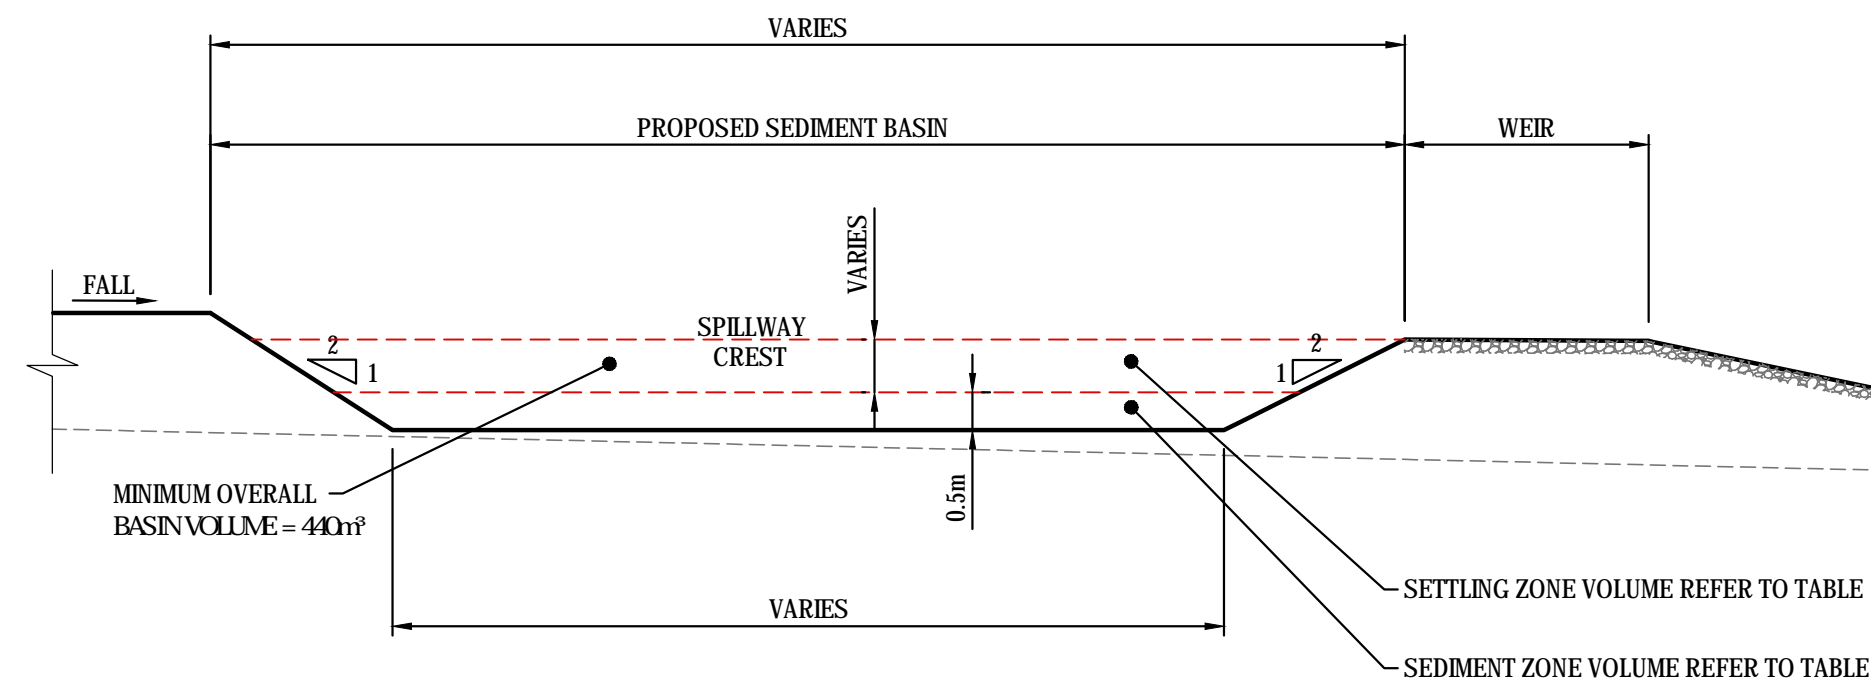 VARIES
PROPOSED SEDIMENT BASIN
WEIR
VARIES
FALL
SPILLWAY
CREST
2
1
2
1
0.5m
MINIMUM OVERALL
BASIN VOLUME = 440m³
VARIES
SETTLING ZONE VOLUME REFER TO TABLE
SEDIMENT ZONE VOLUME REFER TO TABLE